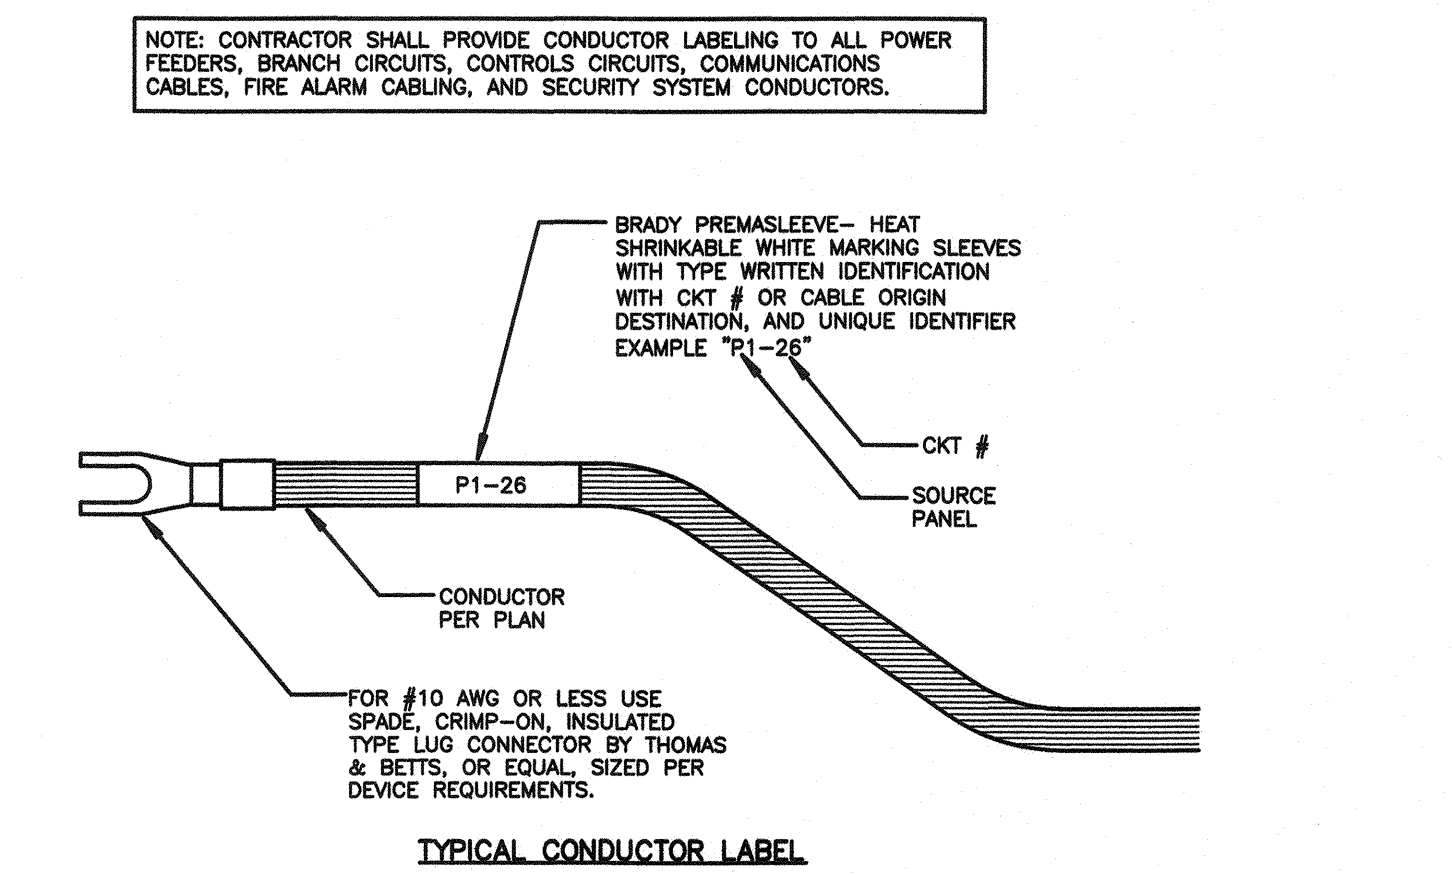 NOTE: CONTRACTOR SHALL PROVIDE CONDUCTOR LABELING TO ALL POWER
FEEDERS, BRANCH CIRCUITS, CONTROLS CIRCUITS, COMMUNICATIONS
CABLES, FIRE ALARM CABLING, AND SECURITY SYSTEM CONDUCTORS.
BRADY PREMASLEEVE- HEAT
SHRINKABLE WHITE MARKING SLEEVES
WITH TYPE WRITTEN IDENTIFICATION
WITH CKT # OR CABLE ORIGIN
DESTINATION, AND UNIQUE IDENTIFIER
EXAMPLE "P1-26"
CKT #
P1-26
SOURCE
PANEL
CONDUCTOR
PER PLAN
FOR #10 AWG OR LESS USE
SPADE, CRIMP-ON, INSULATED
TYPE LUG CONNECTOR BY THOMAS
& BETTS, OR EQUAL, SIZED PER
DEVICE REQUIREMENTS.
TYPICAL CONDUCTOR LABEL